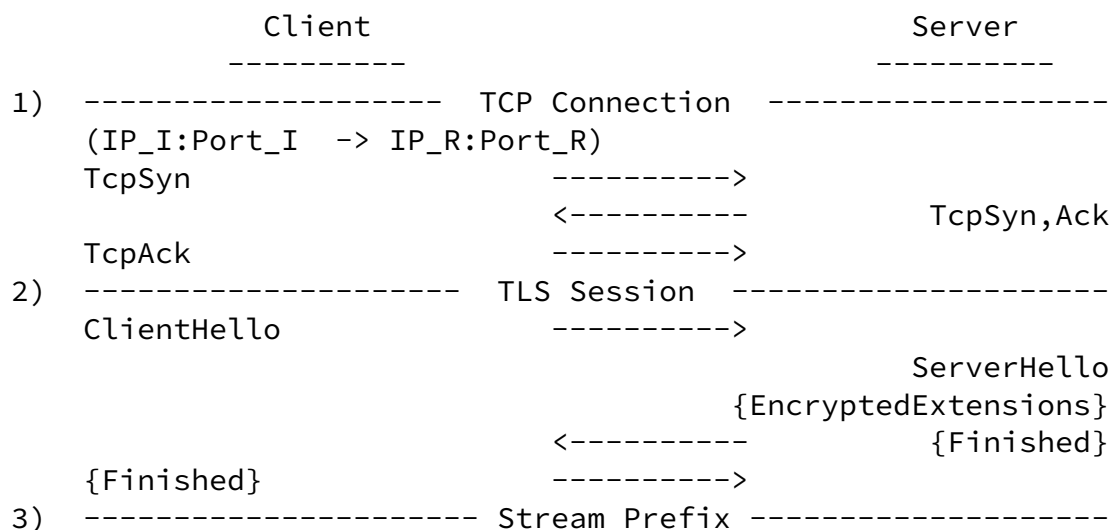 Client                              Server
----------                          ----------
1)  --------------------  TCP Connection  -------------------
    (IP_I:Port_I  -> IP_R:Port_R)
    TcpSyn                    ---------->
                              <----------          TcpSyn,Ack
    TcpAck                    ---------->
2)  ---------------------  TLS Session  ---------------------
    ClientHello               ---------->
                                                  ServerHello
                                        {EncryptedExtensions}
                              <----------          {Finished}
    {Finished}                ---------->
3)  ---------------------- Stream Prefix --------------------